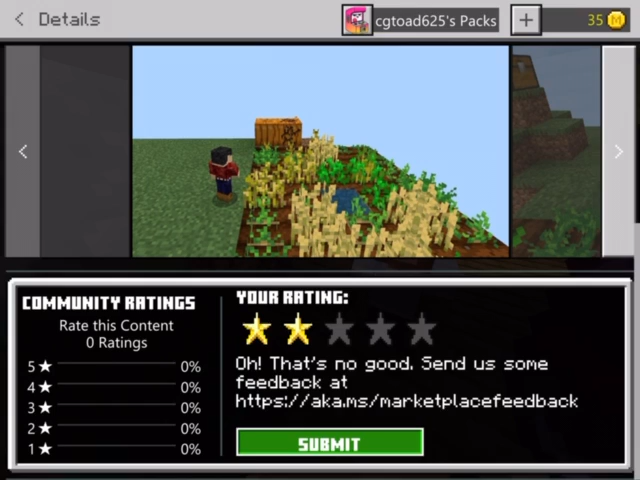 Details
cgtoad625's Packs
35
COMMUNITY RATINGS
Rate this Content
0 Ratings
5 0%
4 0%
3 0%
2 0%
1 0%
YOUR RATING:
Oh! That's no good. Send us some
feedback at
https://aka.ms/marketplacefeedback
SUBMIT